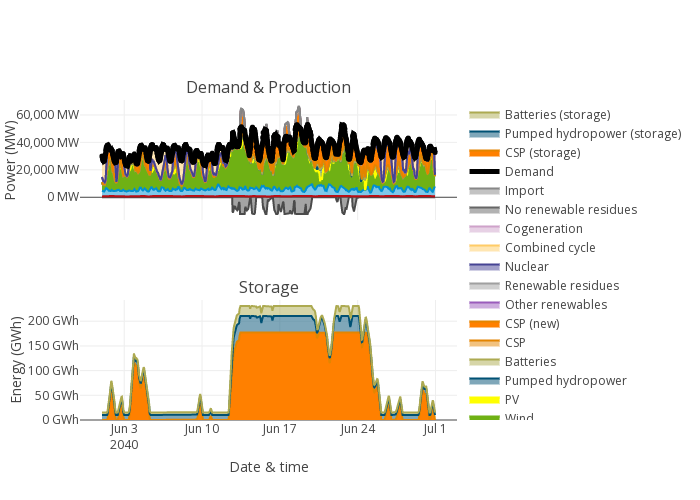 Demand & Production
Power (MW)
60,000 MW
40,000 MW
20,000 MW
0 MW
Storage
Energy (GWh)
200 GWh
150 GWh
100 GWh
50 GWh
0 GWh
Jun 3
2040
Jun 10
Jun 17
Jun 24
Jul 1
Date & time
Batteries (storage)
Pumped hydropower (storage)
CSP (storage)
Demand
Import
No renewable residues
Cogeneration
Combined cycle
Nuclear
Renewable residues
Other renewables
CSP (new)
CSP
Batteries
Pumped hydropower
PV
Wind